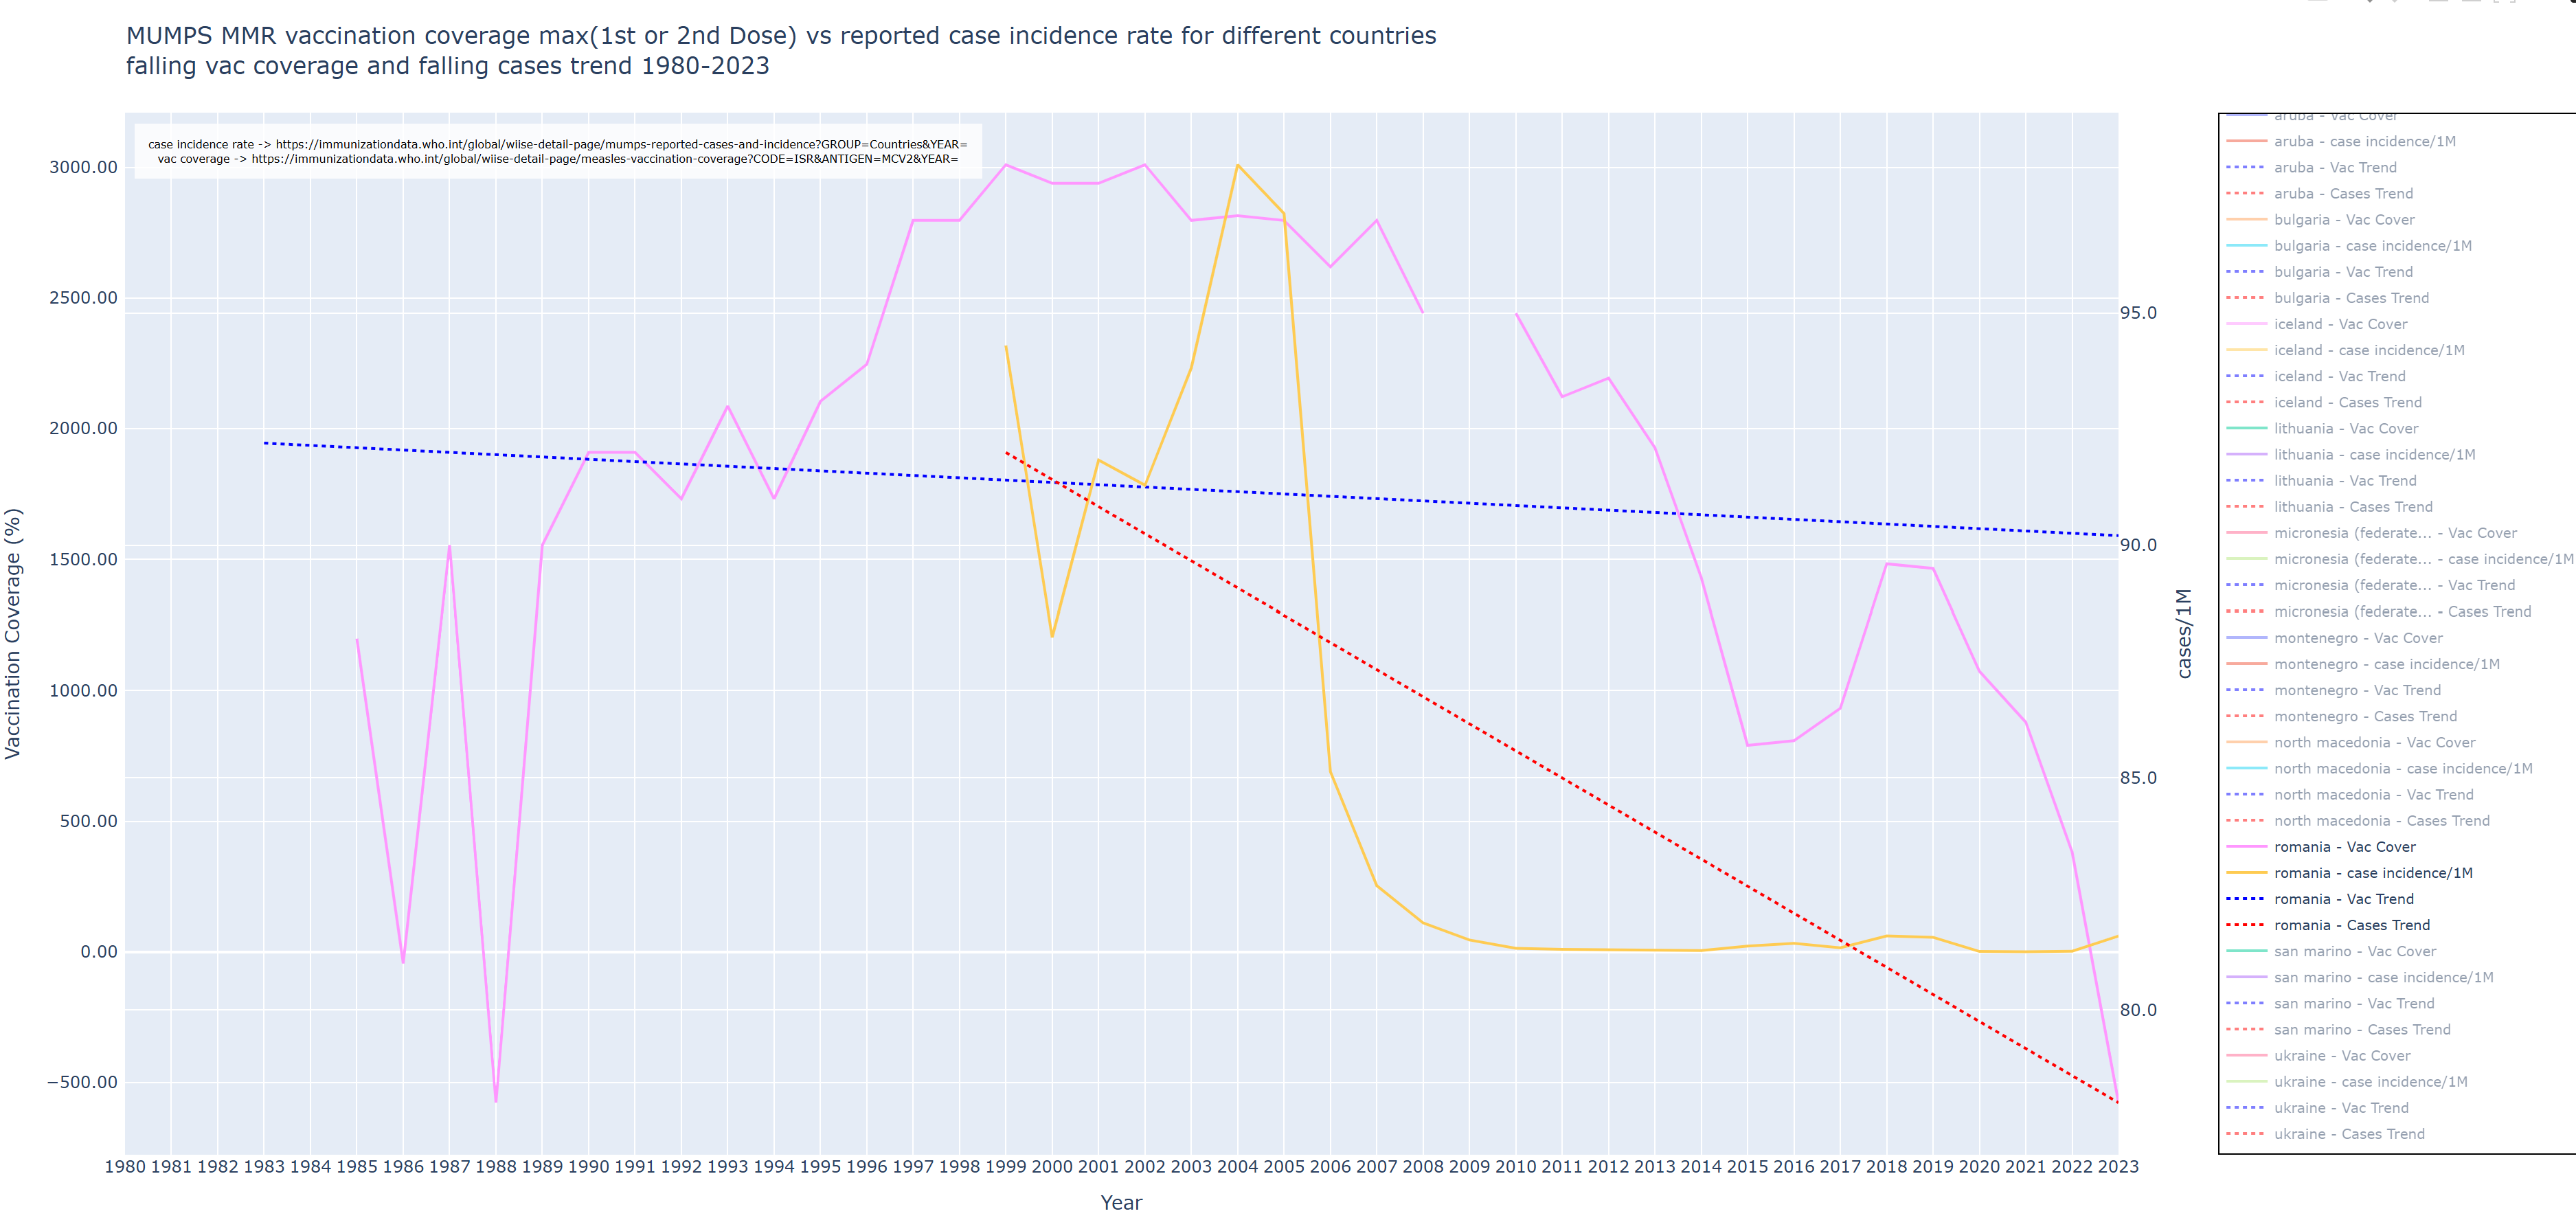 MUMPS MMR vaccination coverage max(1st or 2nd Dose) vs reported case incidence rate for different countries
falling vac coverage and falling cases trend 1980-2023
case incidence rate -> https://immunizationdata.who.int/global/wiise-detail-page/mumps-reported-cases-and-incidence?GROUP=Countries&YEAR=
vac coverage -> https://immunizationdata.who.int/global/wiise-detail-page/measles-vaccination-coverage?CODE=ISR&ANTIGEN=MCV2&YEAR=
Vaccination Coverage (%)
3000.00
2500.00
2000.00
1500.00
1000.00
500.00
0.00
−500.00
1980 1981 1982 1983 1984 1985 1986 1987 1988 1989 1990 1991 1992 1993 1994 1995 1996 1997 1998 1999 2000 2001 2002 2003 2004 2005 2006 2007 2008 2009 2010 2011 2012 2013 2014 2015 2016 2017 2018 2019 2020 2021 2022 2023
Year
95.0
90.0
85.0
80.0
cases/1M
aruba - Vac Cover
aruba - case incidence/1M
aruba - Vac Trend
aruba - Cases Trend
bulgaria - Vac Cover
bulgaria - case incidence/1M
bulgaria - Vac Trend
bulgaria - Cases Trend
iceland - Vac Cover
iceland - case incidence/1M
iceland - Vac Trend
iceland - Cases Trend
lithuania - Vac Cover
lithuania - case incidence/1M
lithuania - Vac Trend
lithuania - Cases Trend
micronesia (federate... - Vac Cover
micronesia (federate... - case incidence/1M
micronesia (federate... - Vac Trend
micronesia (federate... - Cases Trend
montenegro - Vac Cover
montenegro - case incidence/1M
montenegro - Vac Trend
montenegro - Cases Trend
north macedonia - Vac Cover
north macedonia - case incidence/1M
north macedonia - Vac Trend
north macedonia - Cases Trend
romania - Vac Cover
romania - case incidence/1M
romania - Vac Trend
romania - Cases Trend
san marino - Vac Cover
san marino - case incidence/1M
san marino - Vac Trend
san marino - Cases Trend
ukraine - Vac Cover
ukraine - case incidence/1M
ukraine - Vac Trend
ukraine - Cases Trend